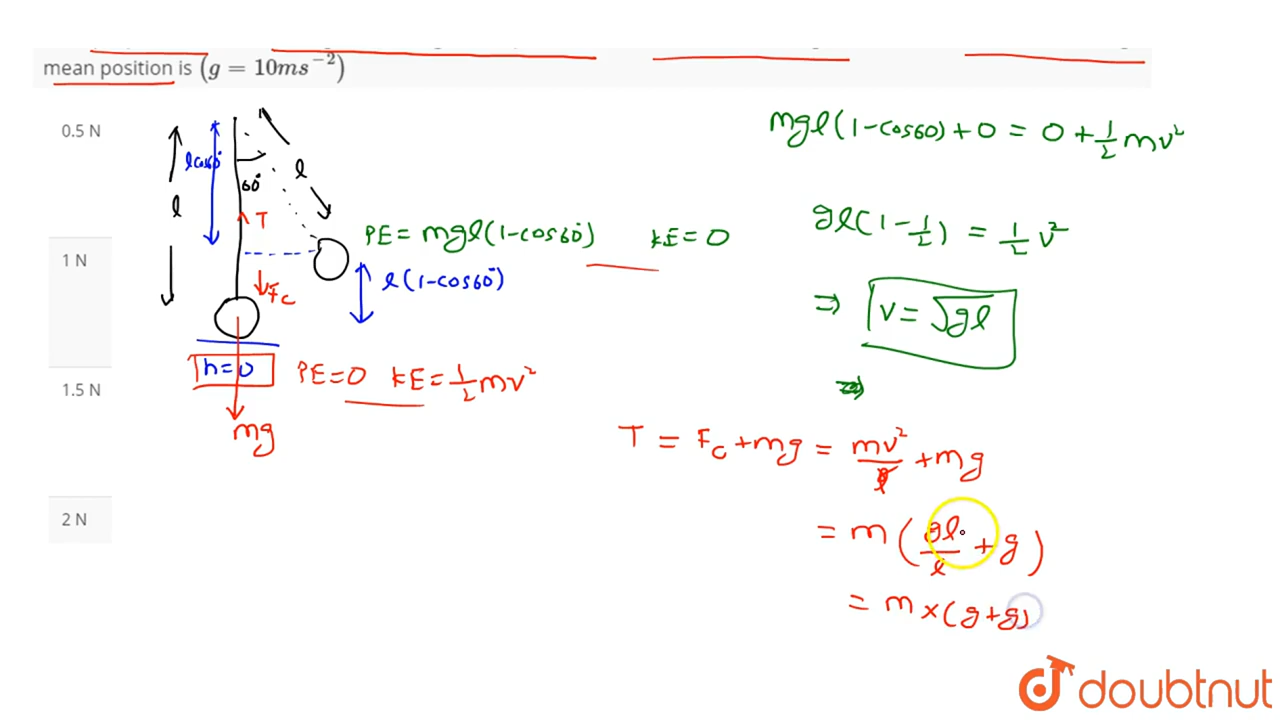 mean position is (g = 10ms⁻²)
0.5 N
1 N
1.5 N
2 N
l
lcos60°
60°
l
T
Fc
h=0
mg
PE = mgl(1-cos60°) KE = 0
l(1-cos60°)
PE=0 KE = 1/2 mv²
mgl(1-cos60)+0 = 0+1/2 mv²
gl(1-1/2) = 1/2 v²
⇒ v = √gl
⇒
T = Fc+mg = mv²/l +mg
= m(gl/l + g)
= m×(g+g)
doubtnut